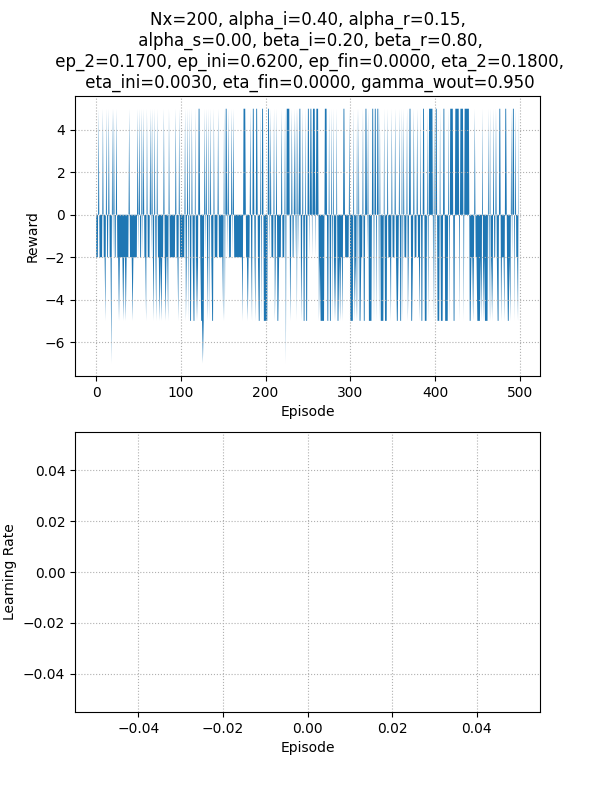 Nx=200, alpha_i=0.40, alpha_r=0.15,
alpha_s=0.00, beta_i=0.20, beta_r=0.80,
ep_2=0.1700, ep_ini=0.6200, ep_fin=0.0000, eta_2=0.1800,
eta_ini=0.0030, eta_fin=0.0000, gamma_wout=0.950
4
2
0
−2
−4
−6
Reward
0 100 200 300 400 500
Episode
0.04
0.02
0.00
−0.02
−0.04
Learning Rate
−0.04 −0.02 0.00 0.02 0.04
Episode